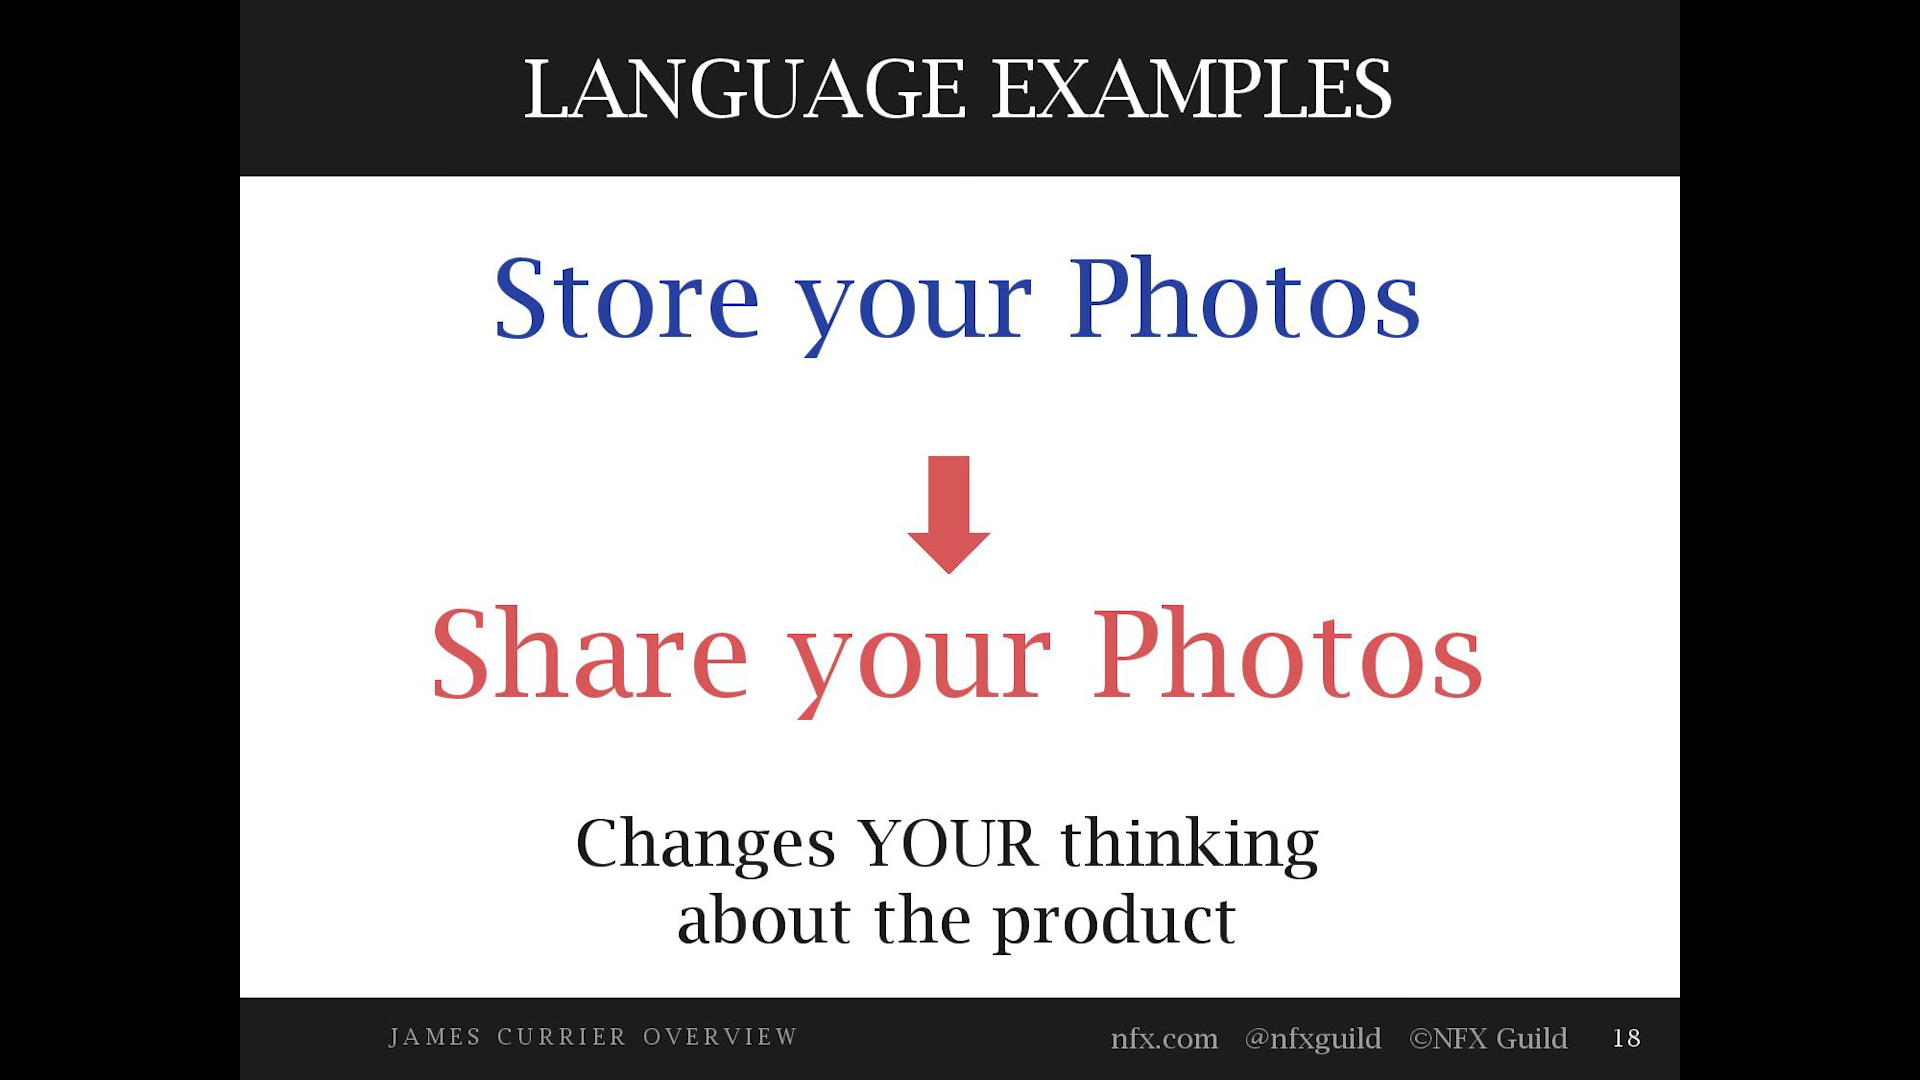 LANGUAGE EXAMPLES
Store your Photos
Share your Photos
Changes YOUR thinking
about the product
JAMES CURRIER OVERVIEW nfx.com @nfxguild ©NFX Guild 18